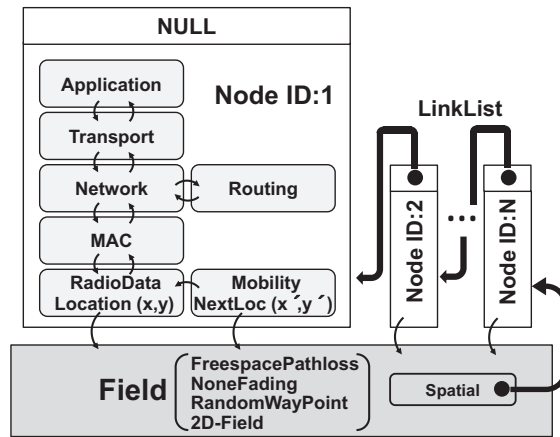 NULL
Node ID:1
Application
Transport
Network
Routing
MAC
RadioData
Location (x,y)
Mobility
NextLoc (x´,y´)
LinkList
Node ID:2
...
Node ID:N
Field
FreespacePathloss
NoneFading
RandomWayPoint
2D-Field
Spatial